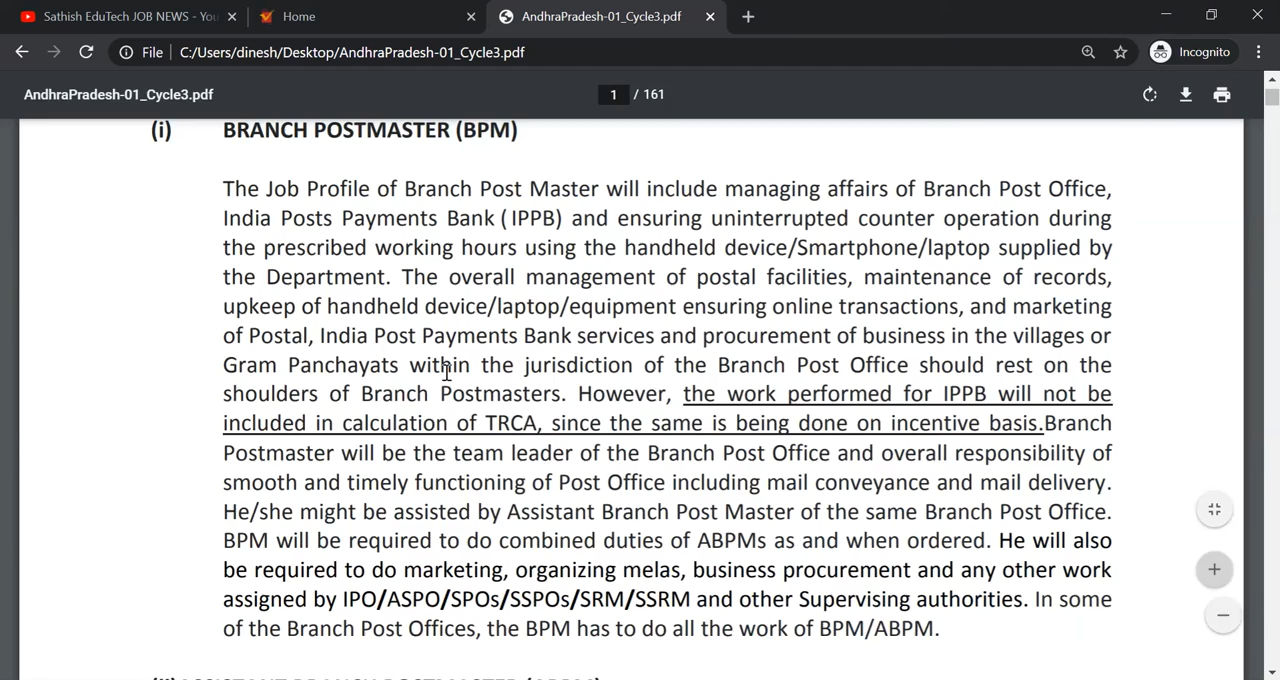 Sathish EduTech JOB NEWS - You
Home
AndhraPradesh-01_Cycle3.pdf
File
C:/Users/dinesh/Desktop/AndhraPradesh-01_Cycle3.pdf
Incognito
AndhraPradesh-01_Cycle3.pdf
1 / 161
(i) BRANCH POSTMASTER (BPM)
The Job Profile of Branch Post Master will include managing affairs of Branch Post Office,
India Posts Payments Bank ( IPPB) and ensuring uninterrupted counter operation during
the prescribed working hours using the handheld device/Smartphone/laptop supplied by
the Department. The overall management of postal facilities, maintenance of records,
upkeep of handheld device/laptop/equipment ensuring online transactions, and marketing
of Postal, India Post Payments Bank services and procurement of business in the villages or
Gram Panchayats within the jurisdiction of the Branch Post Office should rest on the
shoulders of Branch Postmasters. However, the work performed for IPPB will not be
included in calculation of TRCA, since the same is being done on incentive basis.Branch
Postmaster will be the team leader of the Branch Post Office and overall responsibility of
smooth and timely functioning of Post Office including mail conveyance and mail delivery.
He/she might be assisted by Assistant Branch Post Master of the same Branch Post Office.
BPM will be required to do combined duties of ABPMs as and when ordered. He will also
be required to do marketing, organizing melas, business procurement and any other work
assigned by IPO/ASPO/SPOs/SSPOs/SRM/SSRM and other Supervising authorities. In some
of the Branch Post Offices, the BPM has to do all the work of BPM/ABPM.